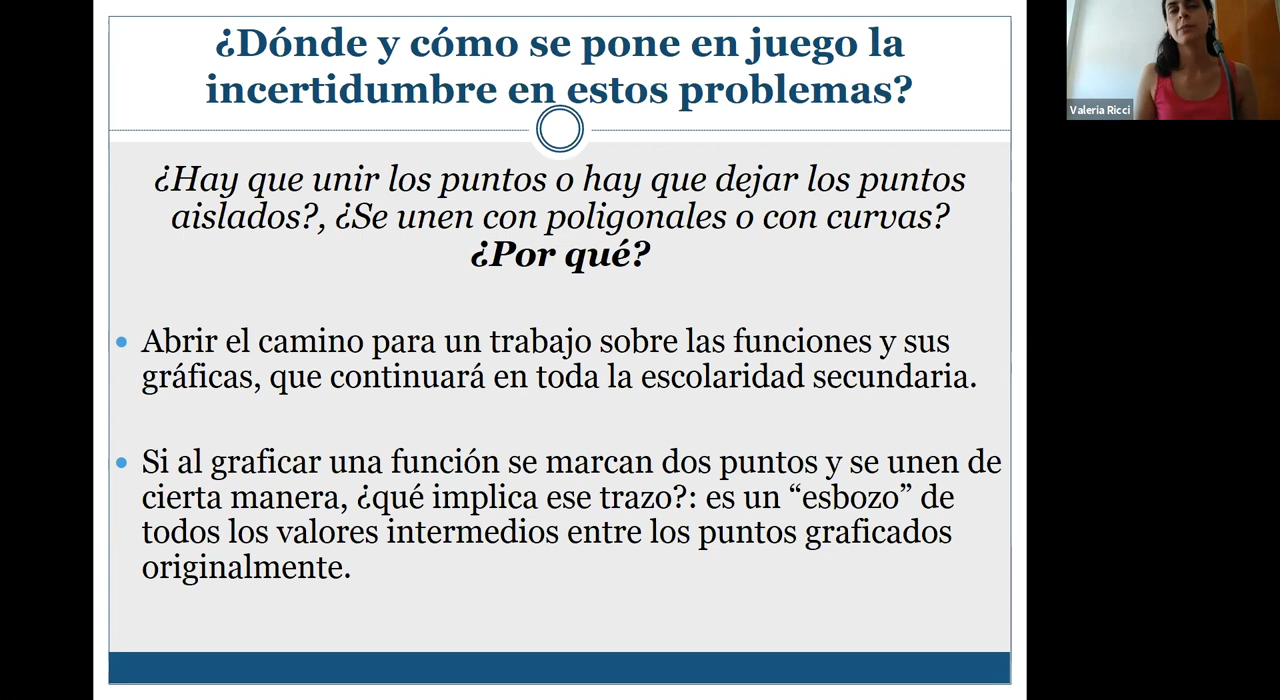 ¿Dónde y cómo se pone en juego la
incertidumbre en estos problemas?
¿Hay que unir los puntos o hay que dejar los puntos
aislados?, ¿Se unen con poligonales o con curvas?
¿Por qué?
• Abrir el camino para un trabajo sobre las funciones y sus
gráficas, que continuará en toda la escolaridad secundaria.
• Si al graficar una función se marcan dos puntos y se unen de
cierta manera, ¿qué implica ese trazo?: es un “esbozo” de
todos los valores intermedios entre los puntos graficados
originalmente.
Valeria Ricci